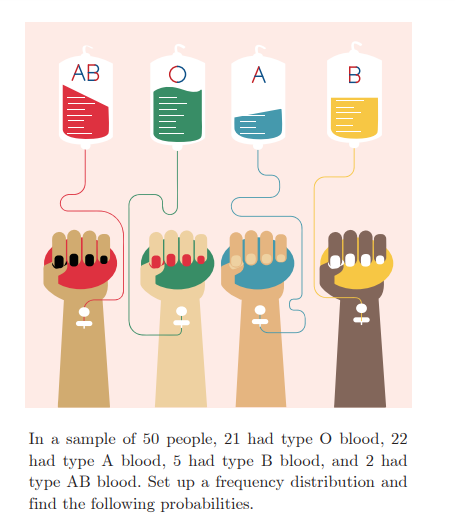 AB O A B
In a sample of 50 people, 21 had type O blood, 22
had type A blood, 5 had type B blood, and 2 had
type AB blood. Set up a frequency distribution and
find the following probabilities.